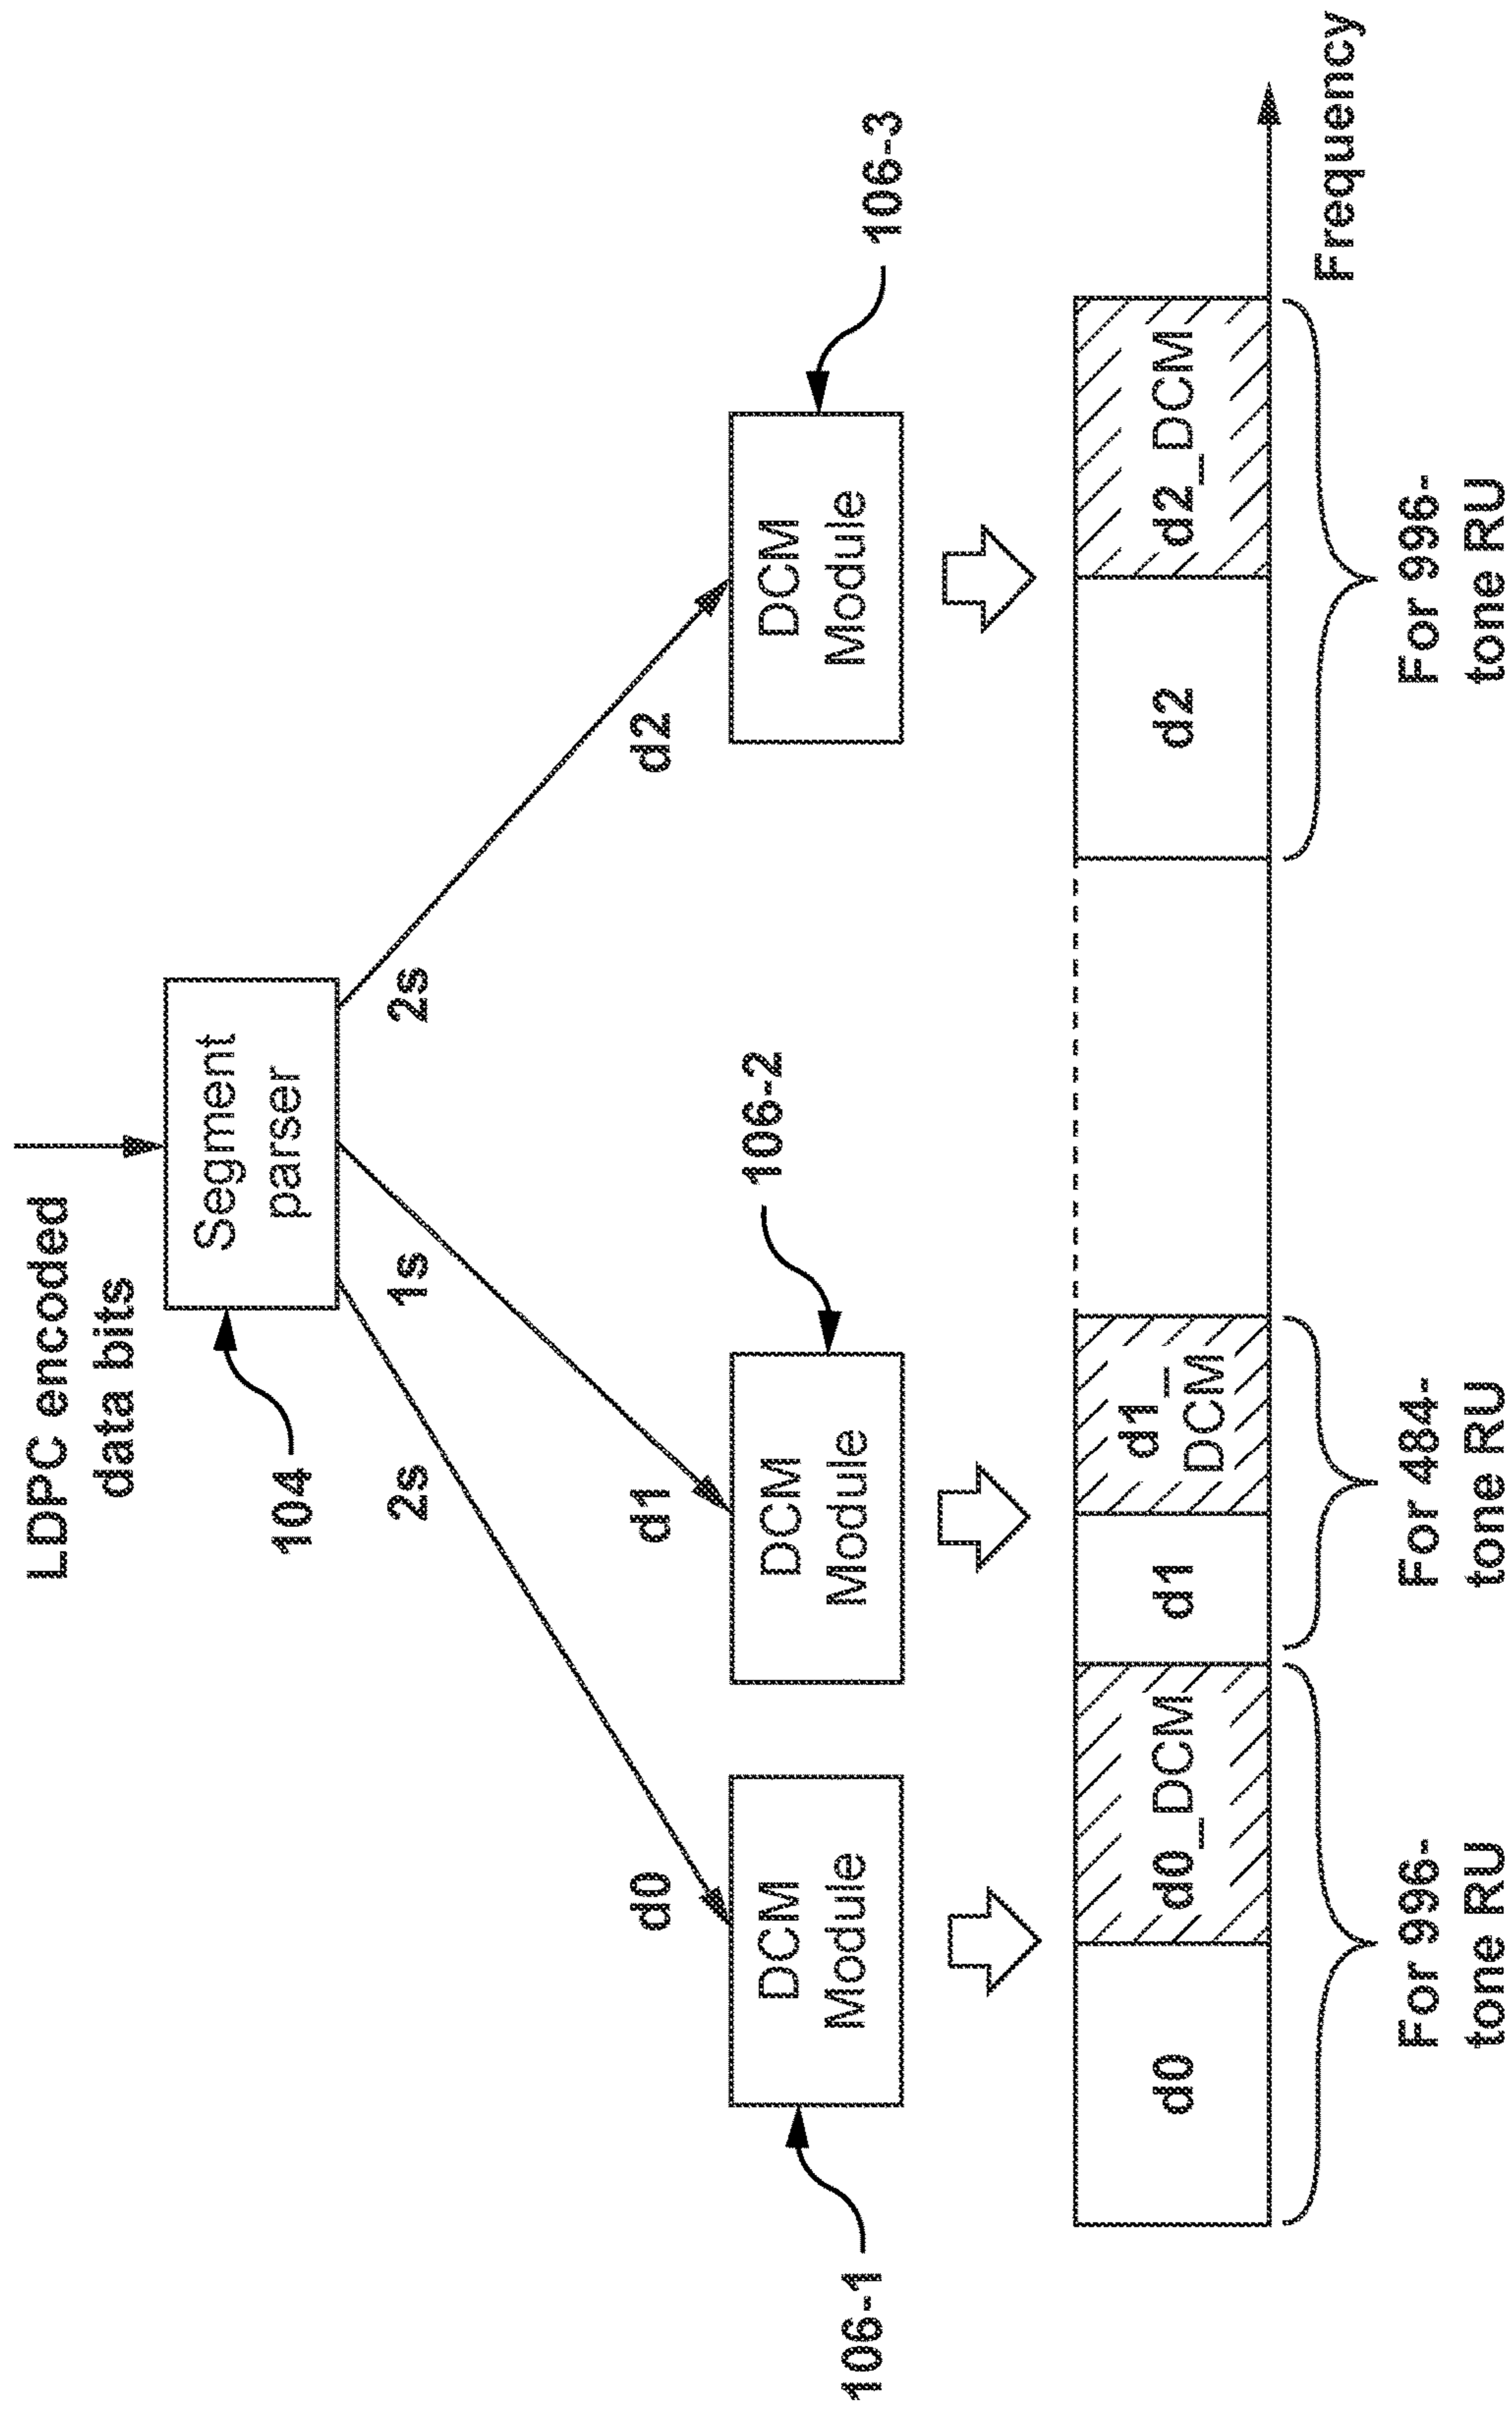 LDPC encoded
data bits
Segment
parser
104
2s
1s
2s
d0
d1
d2
DCM
Module
DCM
Module
DCM
Module
106-1
106-2
106-3
d0
d0_DCM
d1
d1_
DCM
d2
d2_DCM
Frequency
For 996-
tone RU
For 484-
tone RU
For 996-
tone RU